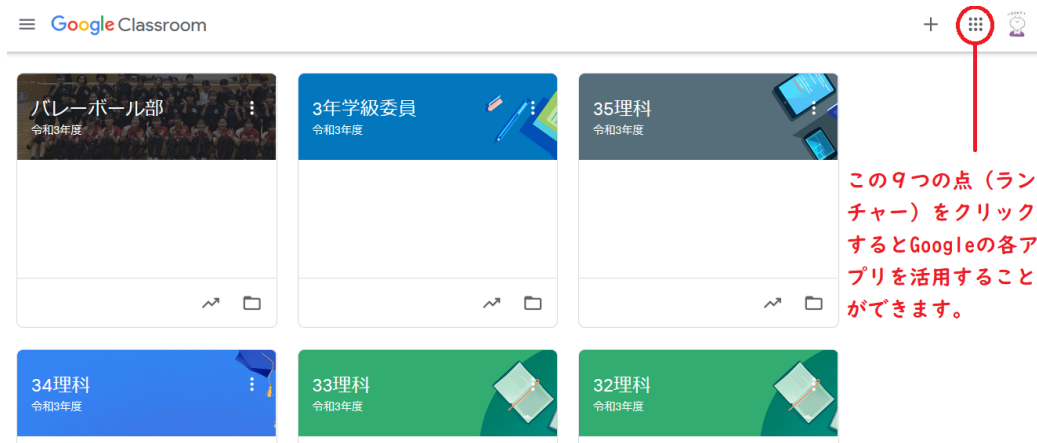 Google Classroom
バレーボール部
令和3年度
3年学級委員
令和3年度
35理科
令和3年度
この９つの点（ラン
チャー）をクリック
するとGoogleの各ア
プリを活用すること
ができます。
34理科
令和3年度
33理科
令和3年度
32理科
令和3年度